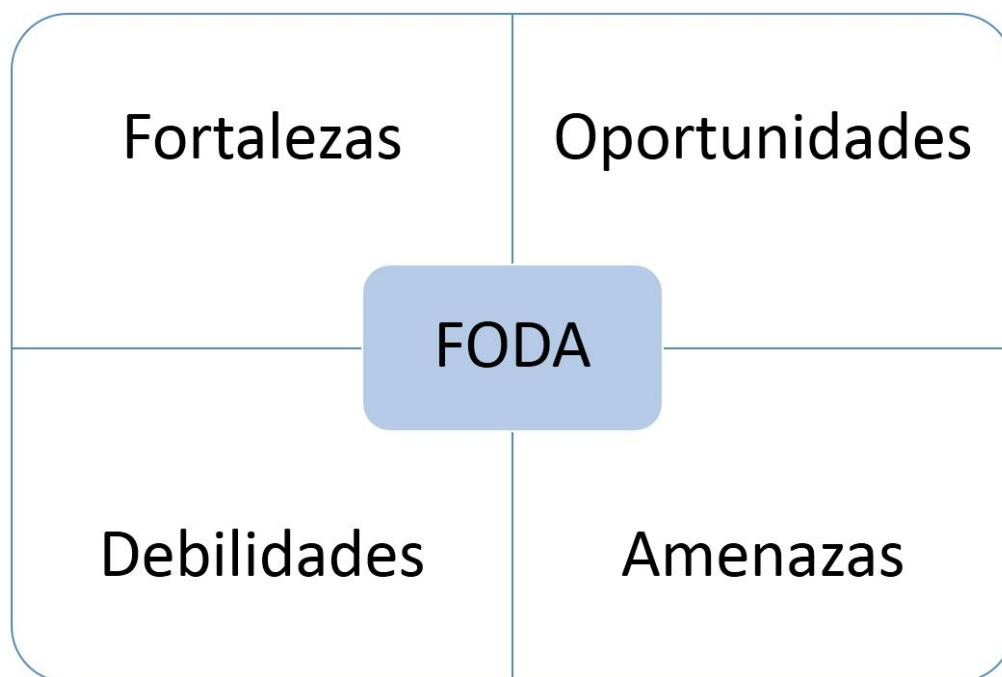 Fortalezas
Oportunidades
FODA
Debilidades
Amenazas